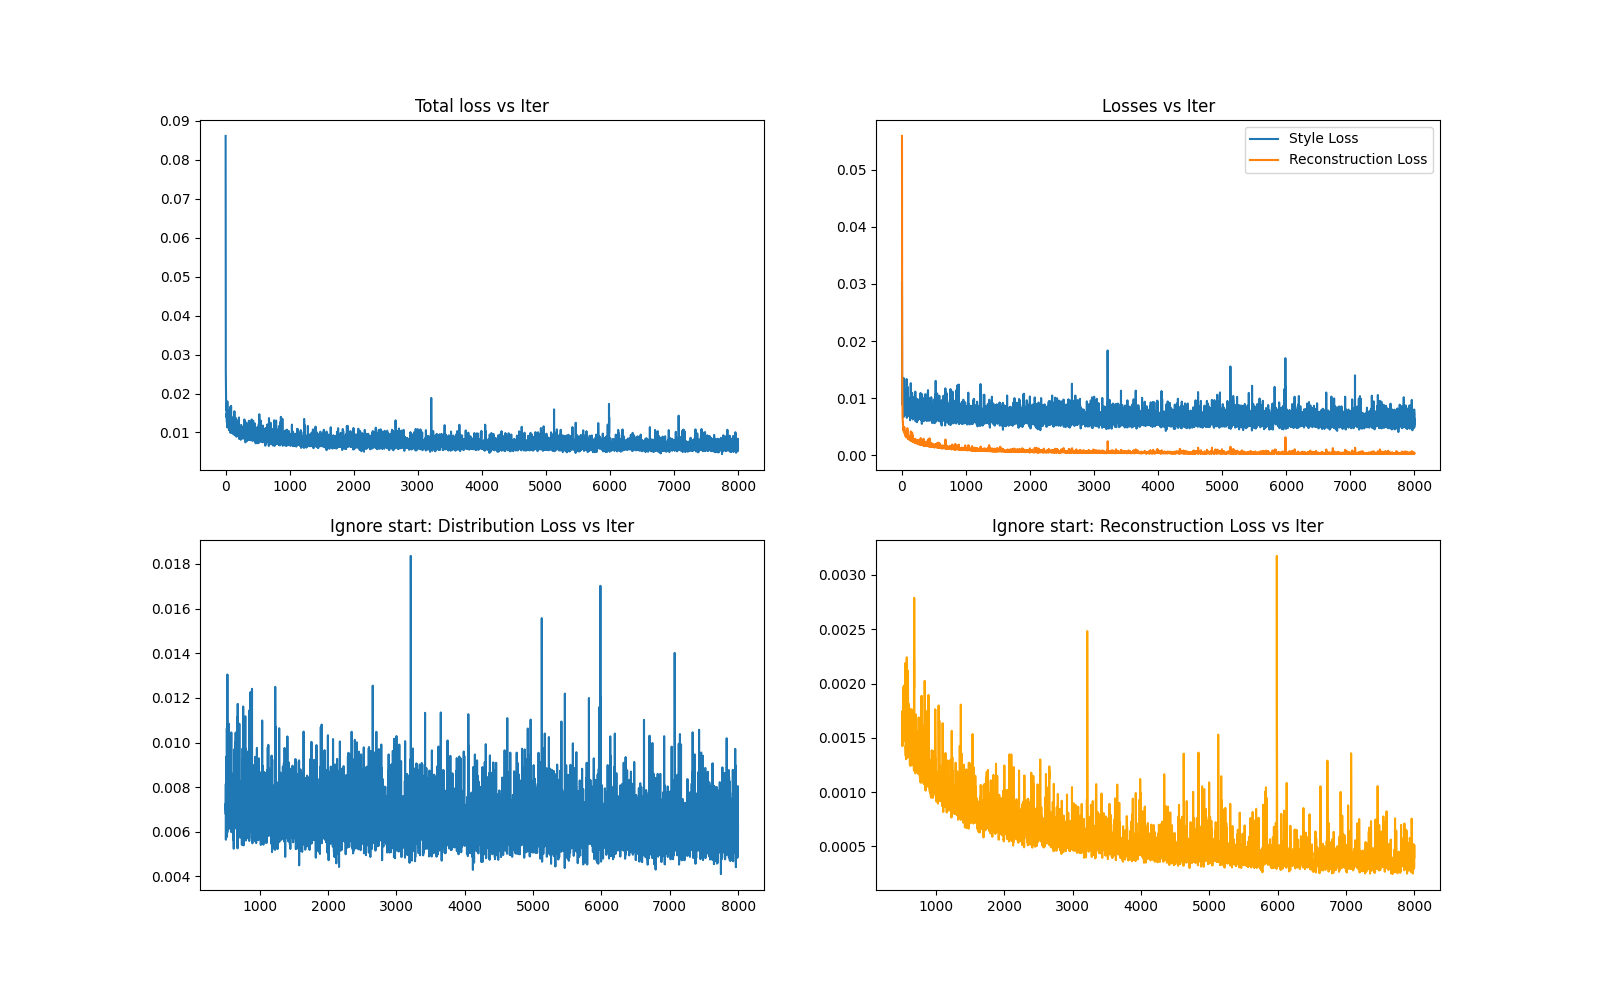 Total loss vs Iter
0.09
0.08
0.07
0.06
0.05
0.04
0.03
0.02
0.01
0 1000 2000 3000 4000 5000 6000 7000 8000
Losses vs Iter
Style Loss
Reconstruction Loss
0.05
0.04
0.03
0.02
0.01
0.00
0 1000 2000 3000 4000 5000 6000 7000 8000
Ignore start: Distribution Loss vs Iter
0.018
0.016
0.014
0.012
0.010
0.008
0.006
0.004
1000 2000 3000 4000 5000 6000 7000 8000
Ignore start: Reconstruction Loss vs Iter
0.0030
0.0025
0.0020
0.0015
0.0010
0.0005
1000 2000 3000 4000 5000 6000 7000 8000